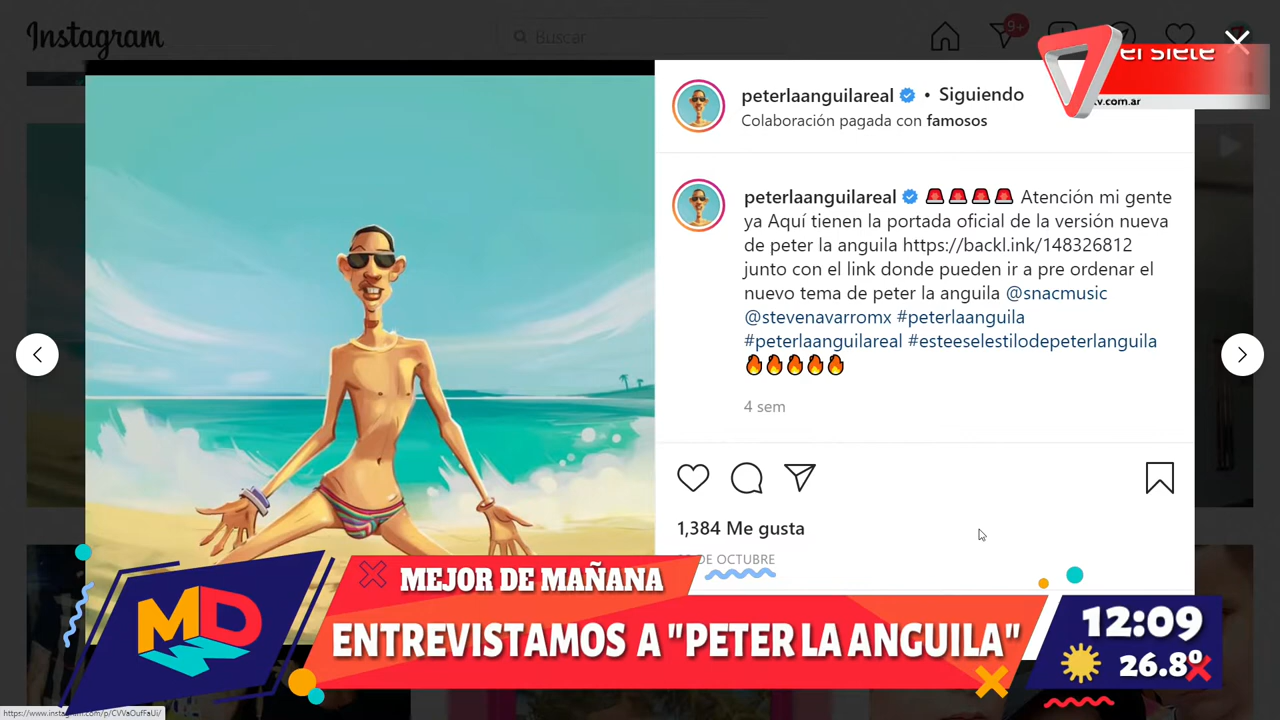 Instagram
Buscar
9+
el siete
tv.com.ar
peterlaanguilareal • Siguiendo
Colaboración pagada con famosos
peterlaanguilareal 🚨🚨🚨🚨 Atención mi gente
ya Aquí tienen la portada oficial de la versión nueva
de peter la anguila https://backl.ink/148326812
junto con el link donde pueden ir a pre ordenar el
nuevo tema de peter la anguila @snacmusic
@stevenavarromx #peterlaanguila
#peterlaanguilareal #esteeselestilodepeterlanguila
🔥🔥🔥🔥🔥
4 sem
1,384 Me gusta
DE OCTUBRE
MD
MEJOR DE MAÑANA
ENTREVISTAMOS A "PETER LA ANGUILA"
12:09
26.8º
https://www.instagram.com/p/CVVaOufFaUi/